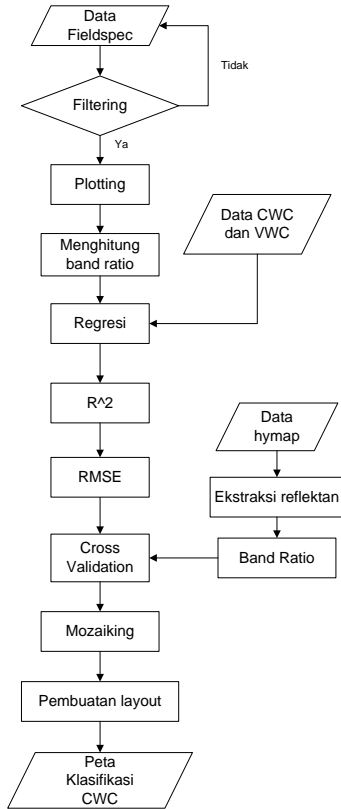 Data
Fieldspec
Tidak
Filtering
Ya
Plotting
Menghitung
band ratio
Data CWC
dan VWC
Regresi
R^2
Data
hymap
RMSE
Ekstraksi reflektan
Cross
Validation
Band Ratio
Mozaiking
Pembuatan layout
Peta
Klasifikasi
CWC